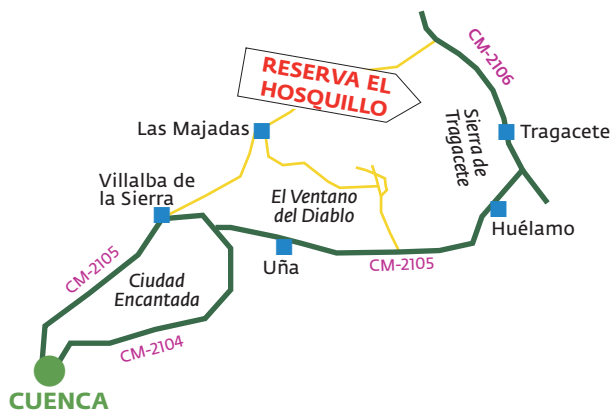 RESERVA EL
HOSQUILLO
CM-2106
Las Majadas
Sierra de
Tragacete
Tragacete
Villalba de
la Sierra
El Ventano
del Diablo
Huélamo
Uña
CM-2105
CM-2105
Ciudad
Encantada
CM-2104
CUENCA